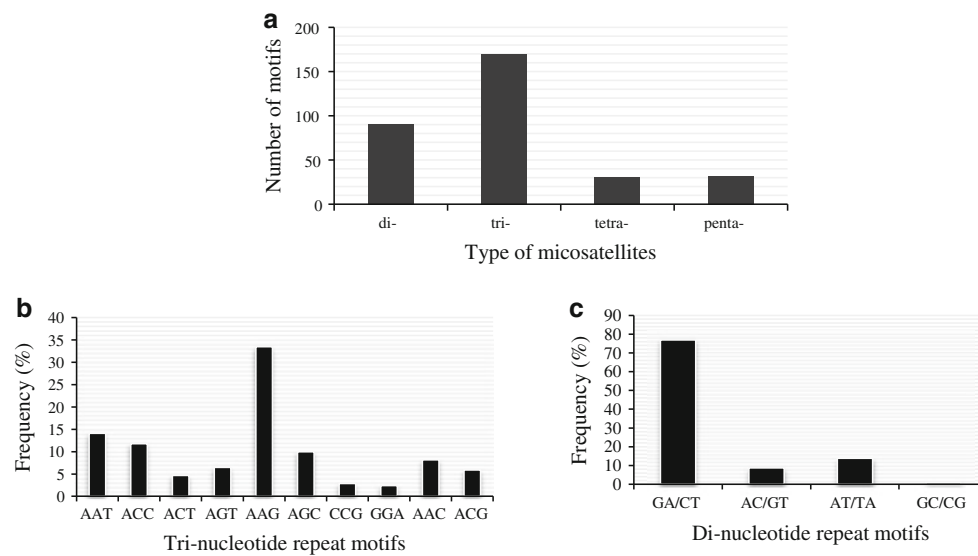 a
200
150
100
50
0
Number of motifs
di- tri- tetra- penta-
Type of micosatellites
b
40
35
30
25
20
15
10
5
0
Frequency (%)
AAT ACC ACT AGT AAG AGC CCG GGA AAC ACG
Tri-nucleotide repeat motifs
c
90
80
70
60
50
40
30
20
10
0
Frequency (%)
GA/CT AC/GT AT/TA GC/CG
Di-nucleotide repeat motifs